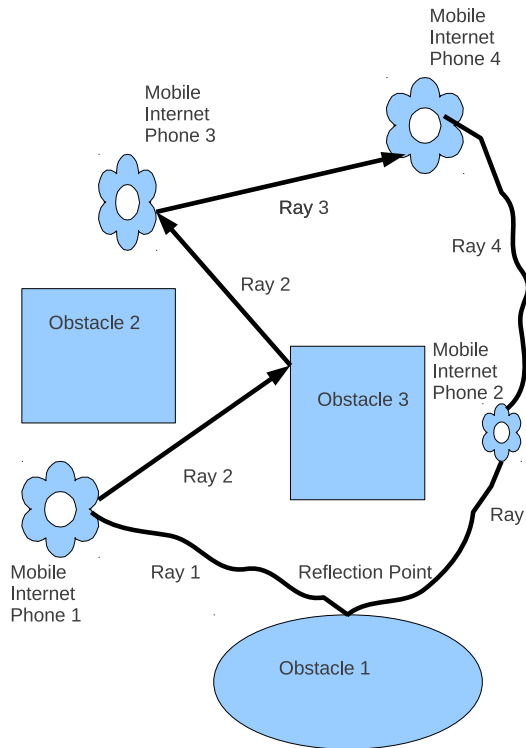 Mobile
Internet
Phone 4
Mobile
Internet
Phone 3
Ray 3
Ray 4
Ray 2
Obstacle 2
Mobile
Internet
Phone 2
Obstacle 3
Ray 2
Ray
Mobile
Internet
Phone 1
Ray 1
Reflection Point
Obstacle 1